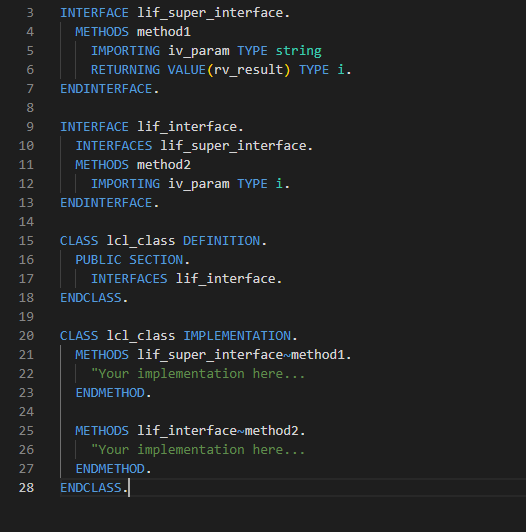 3 INTERFACE lif_super_interface.
4   METHODS method1
5     IMPORTING iv_param TYPE string
6     RETURNING VALUE(rv_result) TYPE i.
7 ENDINTERFACE.
8
9 INTERFACE lif_interface.
10   INTERFACES lif_super_interface.
11   METHODS method2
12     IMPORTING iv_param TYPE i.
13 ENDINTERFACE.
14
15 CLASS lcl_class DEFINITION.
16   PUBLIC SECTION.
17     INTERFACES lif_interface.
18 ENDCLASS.
19
20 CLASS lcl_class IMPLEMENTATION.
21   METHODS lif_super_interface~method1.
22     "Your implementation here...
23   ENDMETHOD.
24
25   METHODS lif_interface~method2.
26     "Your implementation here...
27   ENDMETHOD.
28 ENDCLASS.